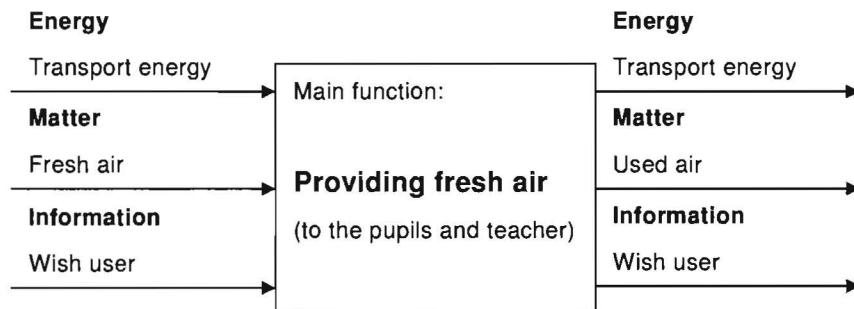 Energy
Transport energy
Matter
Fresh air
Information
Wish user
Main function:
Providing fresh air
(to the pupils and teacher)
Energy
Transport energy
Matter
Used air
Information
Wish user